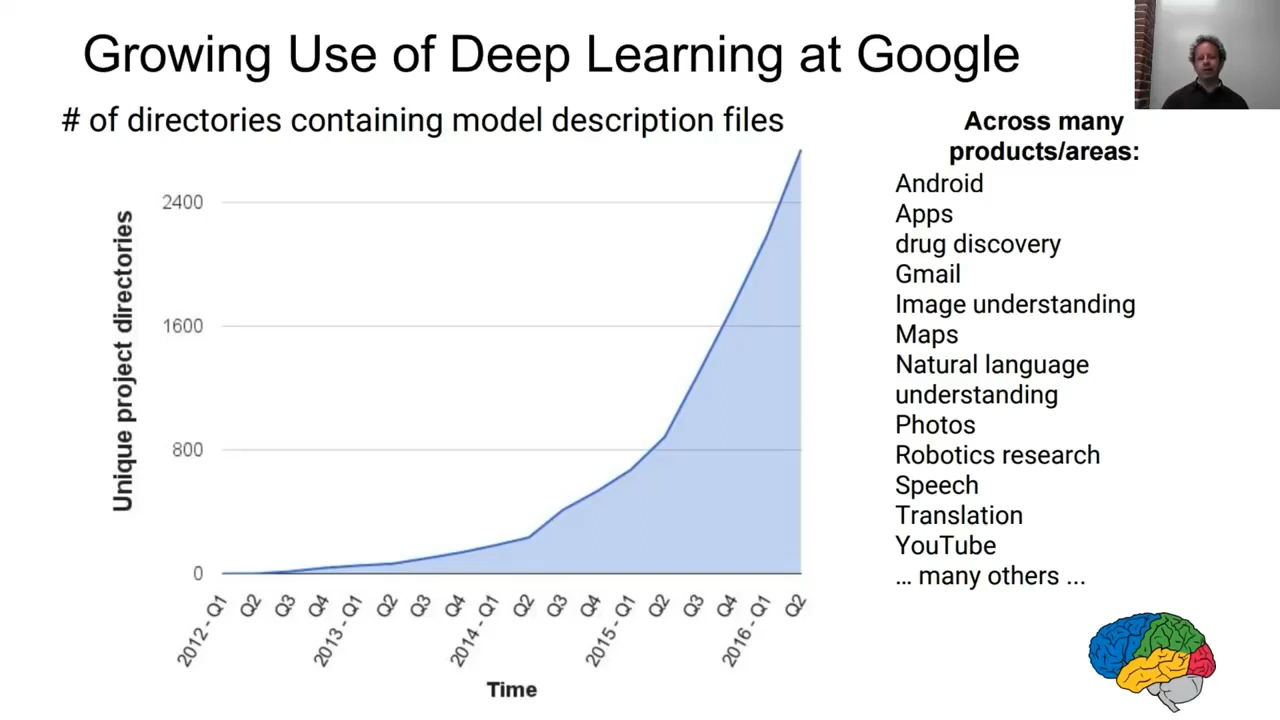 Growing Use of Deep Learning at Google
# of directories containing model description files
Unique project directories
2400
1600
800
0
2012 - Q1
Q2
Q3
Q4
2013 - Q1
Q2
Q3
Q4
2014 - Q1
Q2
Q3
Q4
2015 - Q1
Q2
Q3
Q4
2016 - Q1
Q2
Time
Across many
products/areas:
Android
Apps
drug discovery
Gmail
Image understanding
Maps
Natural language
understanding
Photos
Robotics research
Speech
Translation
YouTube
… many others ...